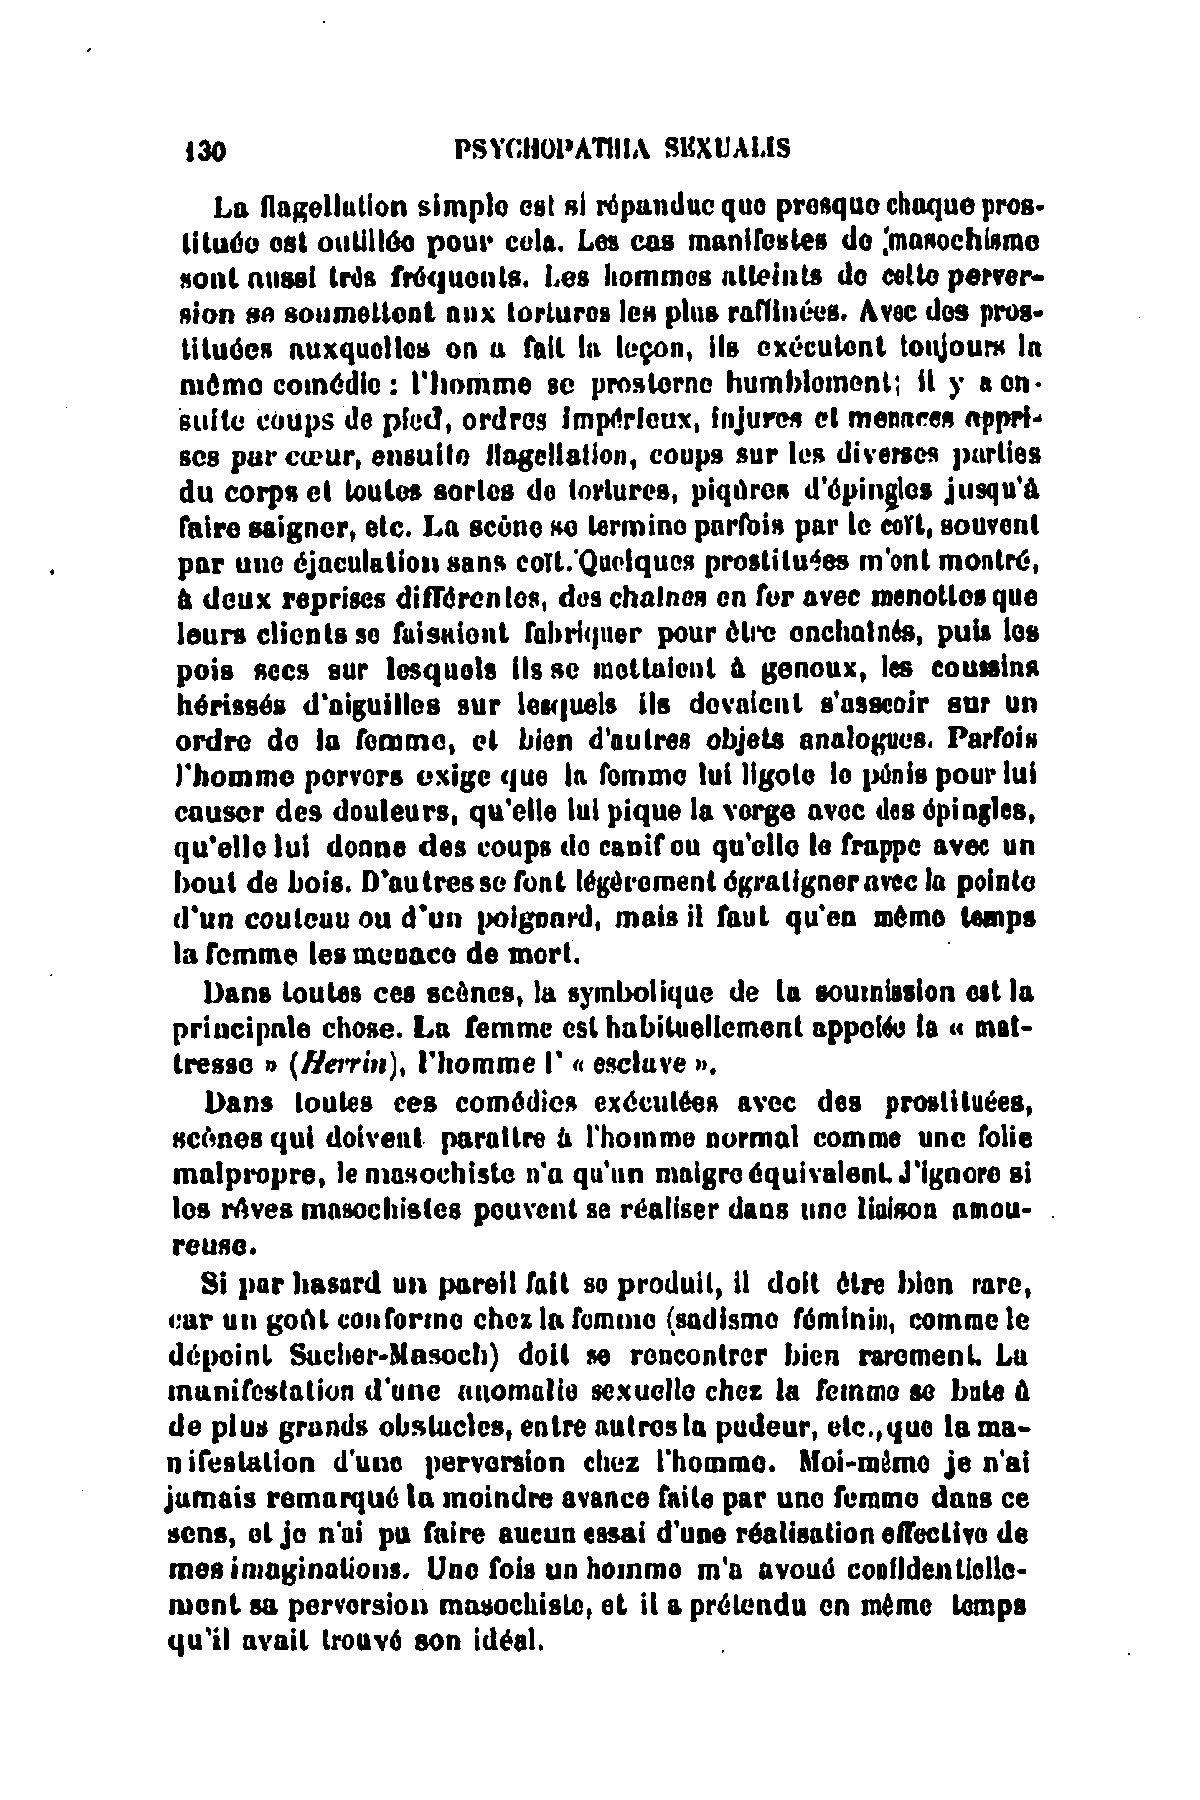 130 PSYCHOPATHIA SEXUALIS
La flagellation simple est si répandue que presque chaque pros-
tituée est outillée pour cela. Les cas manifestes de masochisme
sont aussi très fréquents. Les hommes atteints de cette perver-
sion se soumettent aux tortures les plus raffinées. Avec des pros-
tituées auxquelles on a fait la leçon, ils exécutent toujours la
même comédie : l'homme se prosterne humblement; il y a en-
suite coups de pied, ordres impérieux, injures et menaces appri-
ses par cœur, ensuite flagellation, coups sur les diverses parties
du corps et toutes sortes de tortures, piqûres d'épingles jusqu'à
faire saigner, etc. La scène se termine parfois par le coït, souvent
par une éjaculation sans coït. Quelques prostituées m'ont montré,
à deux reprises différentes, des chaînes en fer avec menottes que
leurs clients se faisaient fabriquer pour être enchaînés, puis les
pois secs sur lesquels ils se mettaient à genoux, les coussins
hérissés d'aiguilles sur lesquels ils devaient s'asseoir sur un
ordre de la femme, et bien d'autres objets analogues. Parfois
l'homme pervers exige que la femme lui ligote le pénis pour lui
causer des douleurs, qu'elle lui pique la verge avec des épingles,
qu'elle lui donne des coups de canif ou qu'elle le frappe avec un
bout de bois. D'autres se font légèrement égratigner avec la pointe
d'un couteau ou d'un poignard, mais il faut qu'en même temps
la femme les menace de mort.
Dans toutes ces scènes, la symbolique de la soumission est la
principale chose. La femme est habituellement appelée la « maî-
tresse » (Herrin), l'homme l' « esclave ».
Dans toutes ces comédies exécutées avec des prostituées,
scènes qui doivent paraître à l'homme normal comme une folie
malpropre, le masochiste n'a qu'un maigre équivalent. J'ignore si
les rêves masochistes peuvent se réaliser dans une liaison amou-
reuse.
Si par hasard un pareil fait se produit, il doit être bien rare,
car un goût conforme chez la femme (sadisme féminin, comme le
dépeint Sacher-Masoch) doit se rencontrer bien rarement. La
manifestation d'une anomalie sexuelle chez la femme se bute à
de plus grands obstacles, entre autres la pudeur, etc., que la ma-
nifestation d'une perversion chez l'homme. Moi-même je n'ai
jamais remarqué la moindre avance faite par une femme dans ce
sens, et je n'ai pu faire aucun essai d'une réalisation effective de
mes imaginations. Une fois un homme m'a avoué confidentielle-
ment sa perversion masochiste, et il a prétendu en même temps
qu'il avait trouvé son idéal.